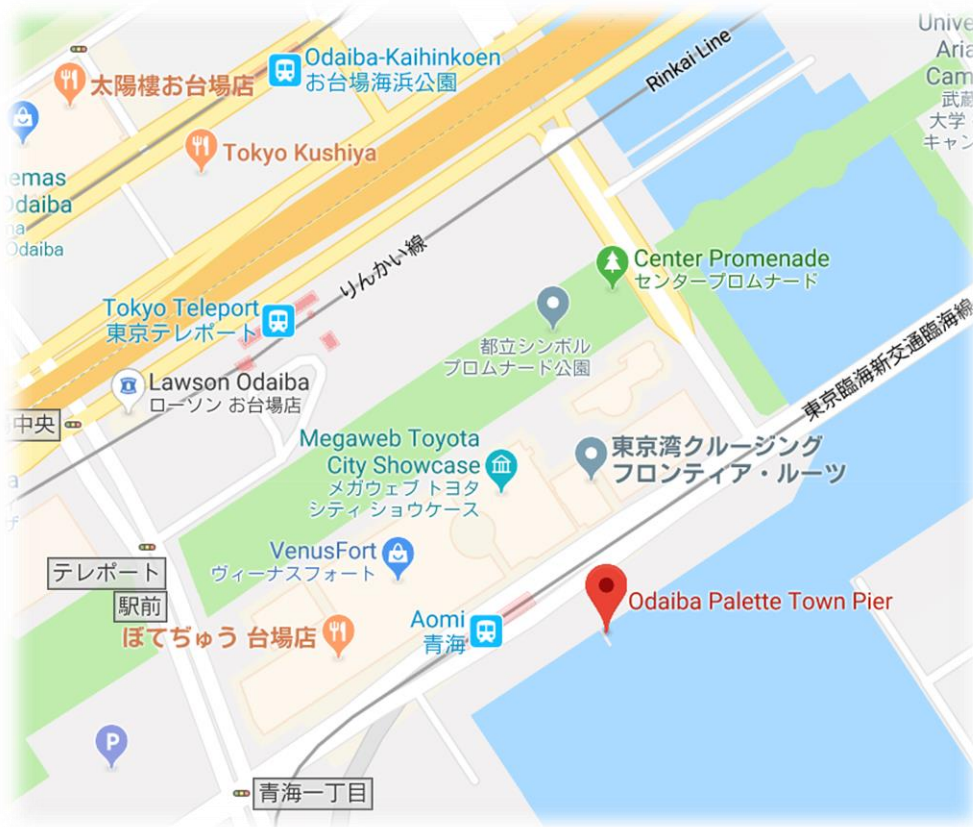 Odaiba-Kaihinkoen
お台場海浜公園
太陽樓お台場店
Tokyo Kushiya
Rinkai Line
Unive
Aria
Cam
武蔵
大学
キャン
emas
Odaiba
na
Odaiba
りんかい線
Center Promenade
センタープロムナード
Tokyo Teleport
東京テレポート
都立シンボル
プロムナード公園
東京臨海新交通臨海線
Lawson Odaiba
ローソン お台場店
中央
Megaweb Toyota
City Showcase
メガウェブ トヨタ
シティ ショウケース
東京湾クルージング
フロンティア・ルーツ
a
ザ
VenusFort
ヴィーナスフォート
テレポート
駅前
Odaiba Palette Town Pier
Aomi
青海
ぼてぢゅう 台場店
P
青海一丁目